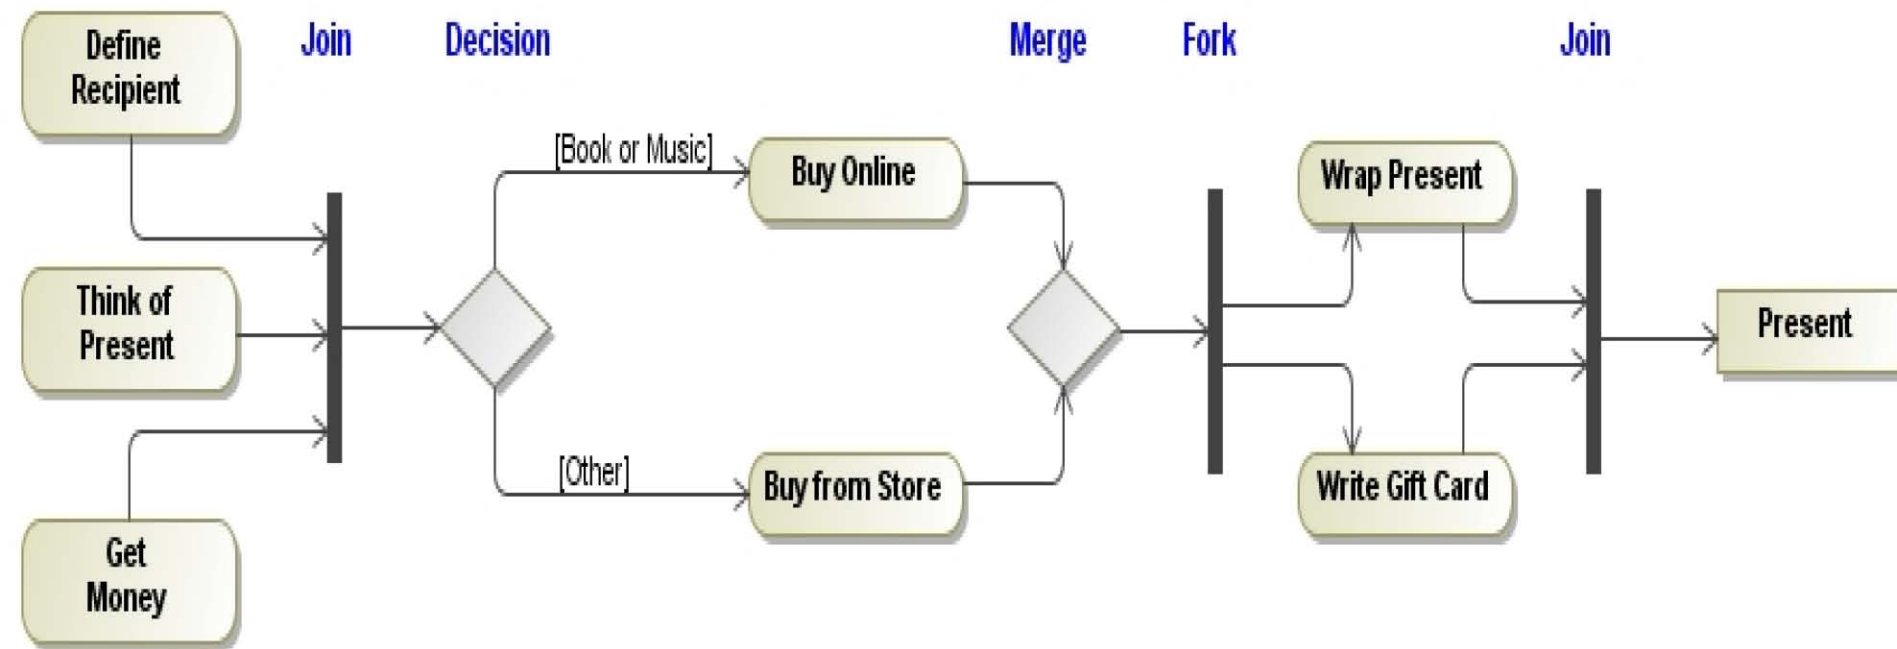 Define
Recipient
Join
Decision
Merge
Fork
Join
[Book or Music]
Buy Online
Wrap Present
Think of
Present
Present
[Other]
Buy from Store
Write Gift Card
Get
Money